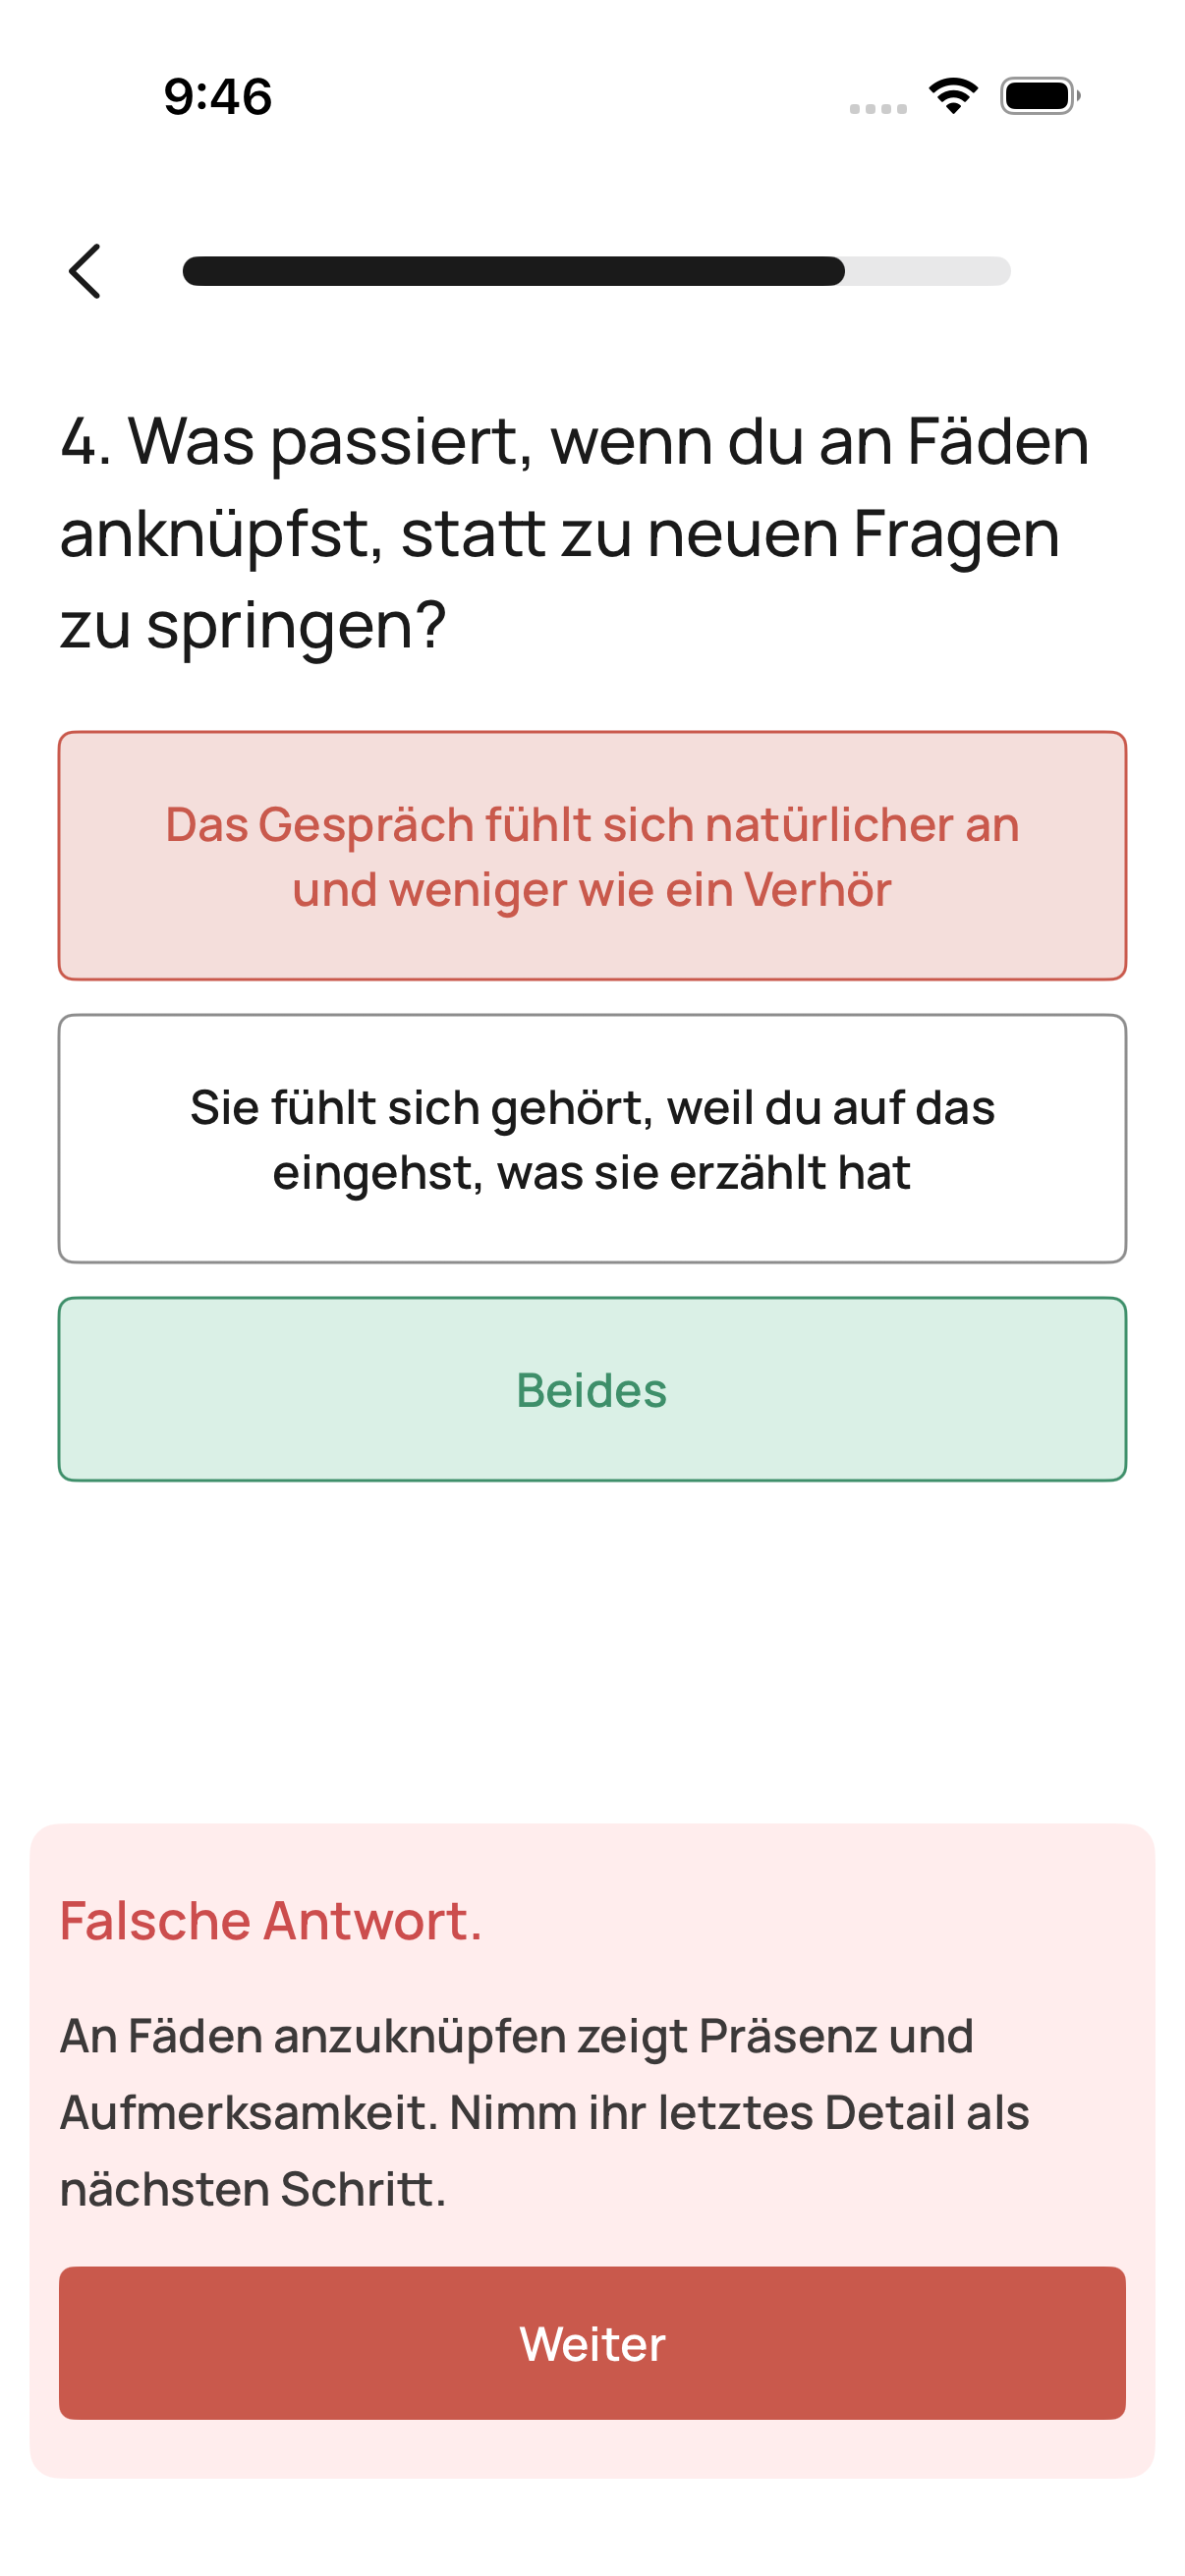 9:46
4. Was passiert, wenn du an Fäden
anknüpfst, statt zu neuen Fragen
zu springen?
Das Gespräch fühlt sich natürlicher an
und weniger wie ein Verhör
Sie fühlt sich gehört, weil du auf das
eingehst, was sie erzählt hat
Beides
Falsche Antwort.
An Fäden anzuknüpfen zeigt Präsenz und
Aufmerksamkeit. Nimm ihr letztes Detail als
nächsten Schritt.
Weiter